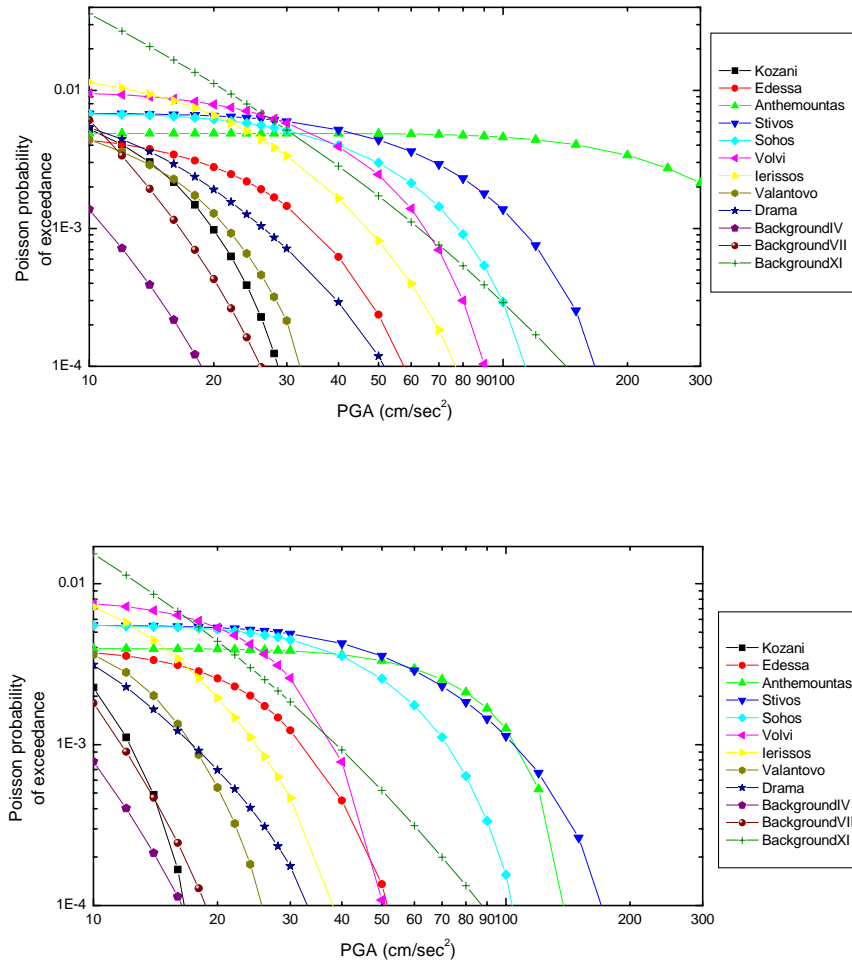 0.01
1E-3
1E-4
Poisson probability
of exceedance
10
20
30
40
50
60
70
80
90
100
200
300
PGA (cm/sec²)
Kozani
Edessa
Anthemountas
Stivos
Sohos
Volvi
Ierissos
Valantovo
Drama
BackgroundIV
BackgroundVII
BackgroundXI
0.01
1E-3
1E-4
Poisson probability
of exceedance
10
20
30
40
50
60
70
80
90
100
200
300
PGA (cm/sec²)
Kozani
Edessa
Anthemountas
Stivos
Sohos
Volvi
Ierissos
Valantovo
Drama
BackgroundIV
BackgroundVII
BackgroundXI